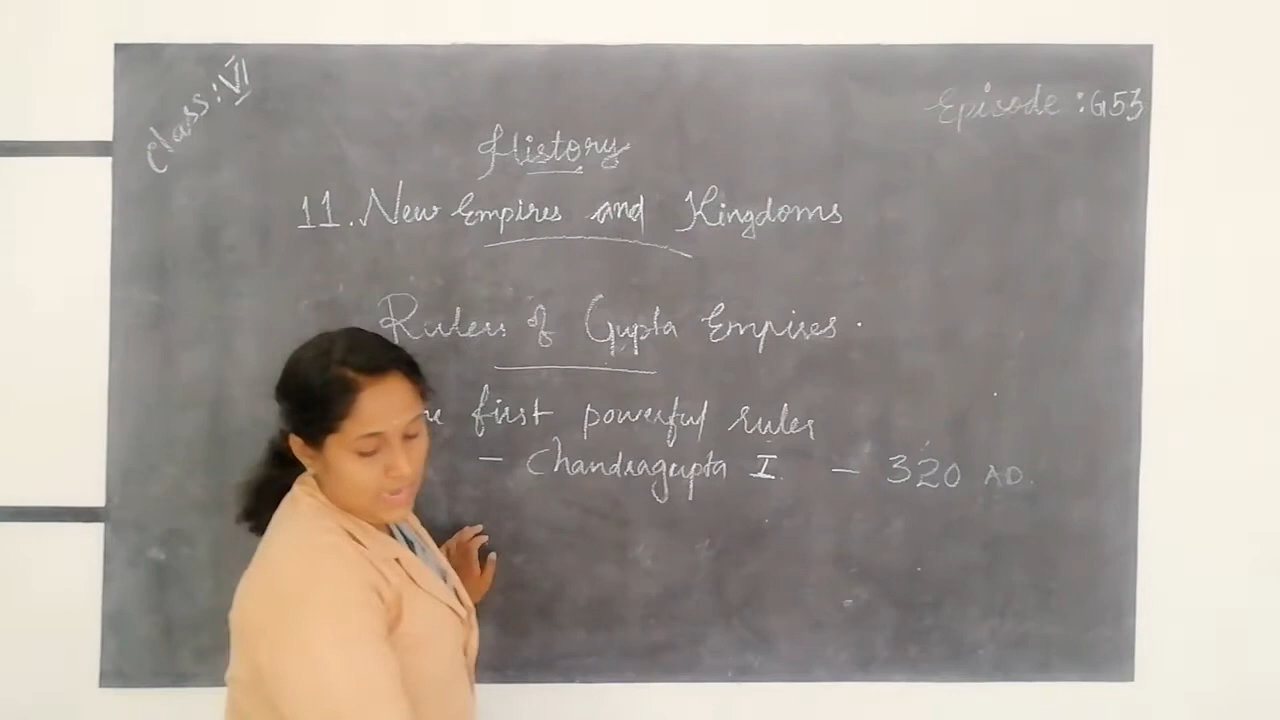 Class: VI
Episode : G53
History
11. New Empires and Kingdoms
Rulers of Gupta Empires.
first powerful ruler
- Chandragupta I. - 320 AD.